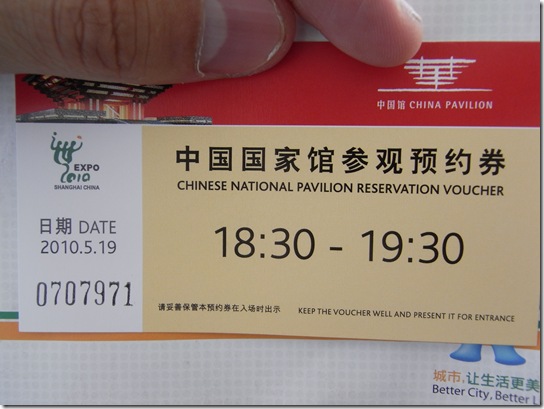 中国馆 CHINA PAVILION
EXPO
2010
SHANGHAI CHINA
中国国家馆参观预约券
CHINESE NATIONAL PAVILION RESERVATION VOUCHER
日期 DATE
2010.5.19
18:30 - 19:30
0707971
请妥善保管本预约券在入场时出示 KEEP THE VOUCHER WELL AND PRESENT IT FOR ENTRANCE
城市,让生活更美
Better City, Better L